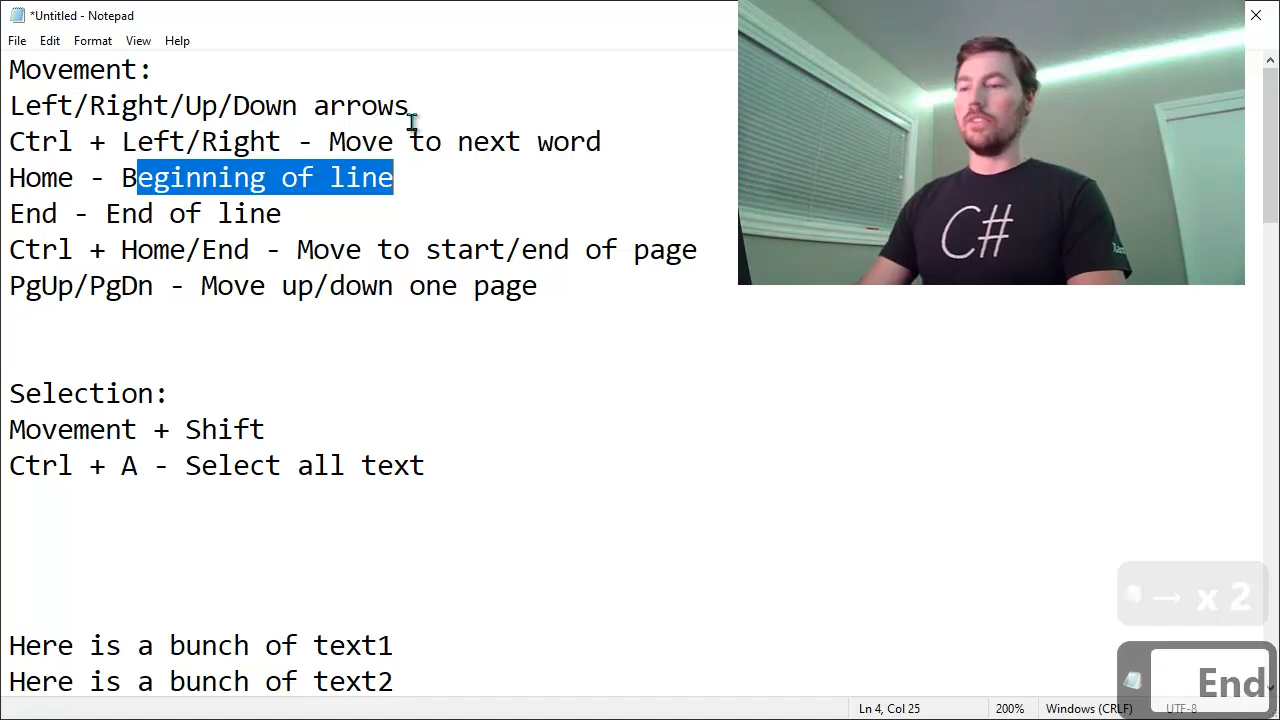 *Untitled - Notepad
File Edit Format View Help
Movement:
Left/Right/Up/Down arrows
Ctrl + Left/Right - Move to next word
Home - Beginning of line
End - End of line
Ctrl + Home/End - Move to start/end of page
PgUp/PgDn - Move up/down one page
C#
Selection:
Movement + Shift
Ctrl + A - Select all text
→ x 2
Here is a bunch of text1
Here is a bunch of text2
End
Ln 4, Col 25 200% Windows (CRLF) UTF-8